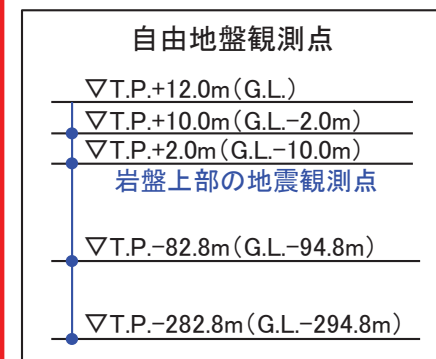 自由地盤観測点
▽T.P.+12.0m(G.L.)
▽T.P.+10.0m(G.L.-2.0m)
▽T.P.+2.0m(G.L.-10.0m)
岩盤上部の地震観測点
▽T.P.-82.8m(G.L.-94.8m)
▽T.P.-282.8m(G.L.-294.8m)